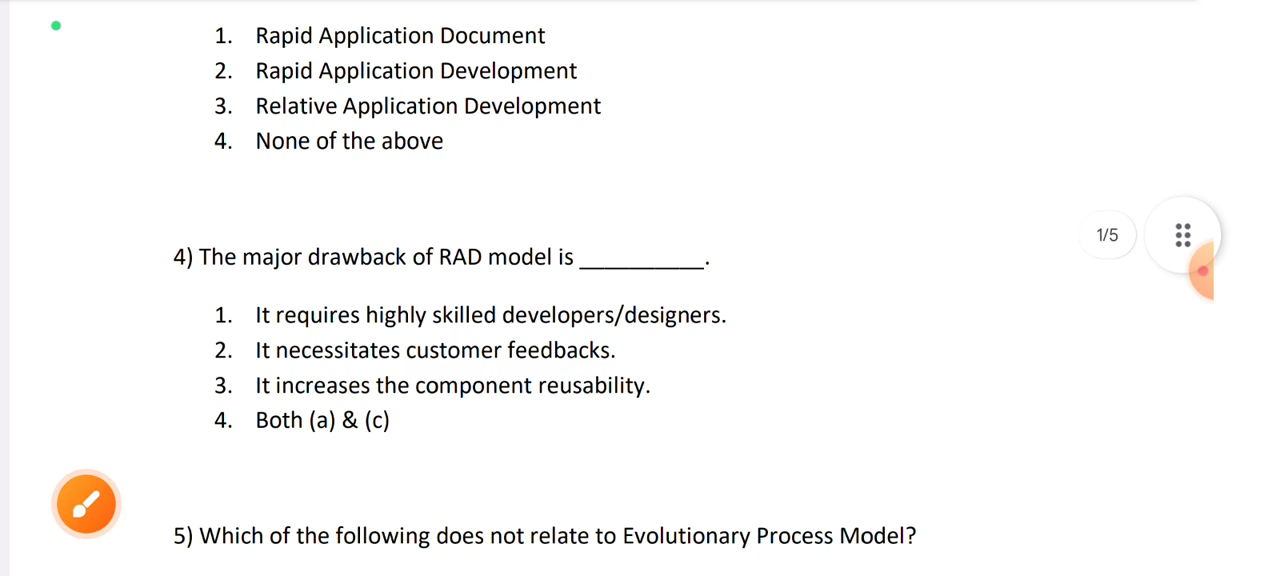 1. Rapid Application Document
2. Rapid Application Development
3. Relative Application Development
4. None of the above
1/5
4) The major drawback of RAD model is __________.
1. It requires highly skilled developers/designers.
2. It necessitates customer feedbacks.
3. It increases the component reusability.
4. Both (a) & (c)
5) Which of the following does not relate to Evolutionary Process Model?